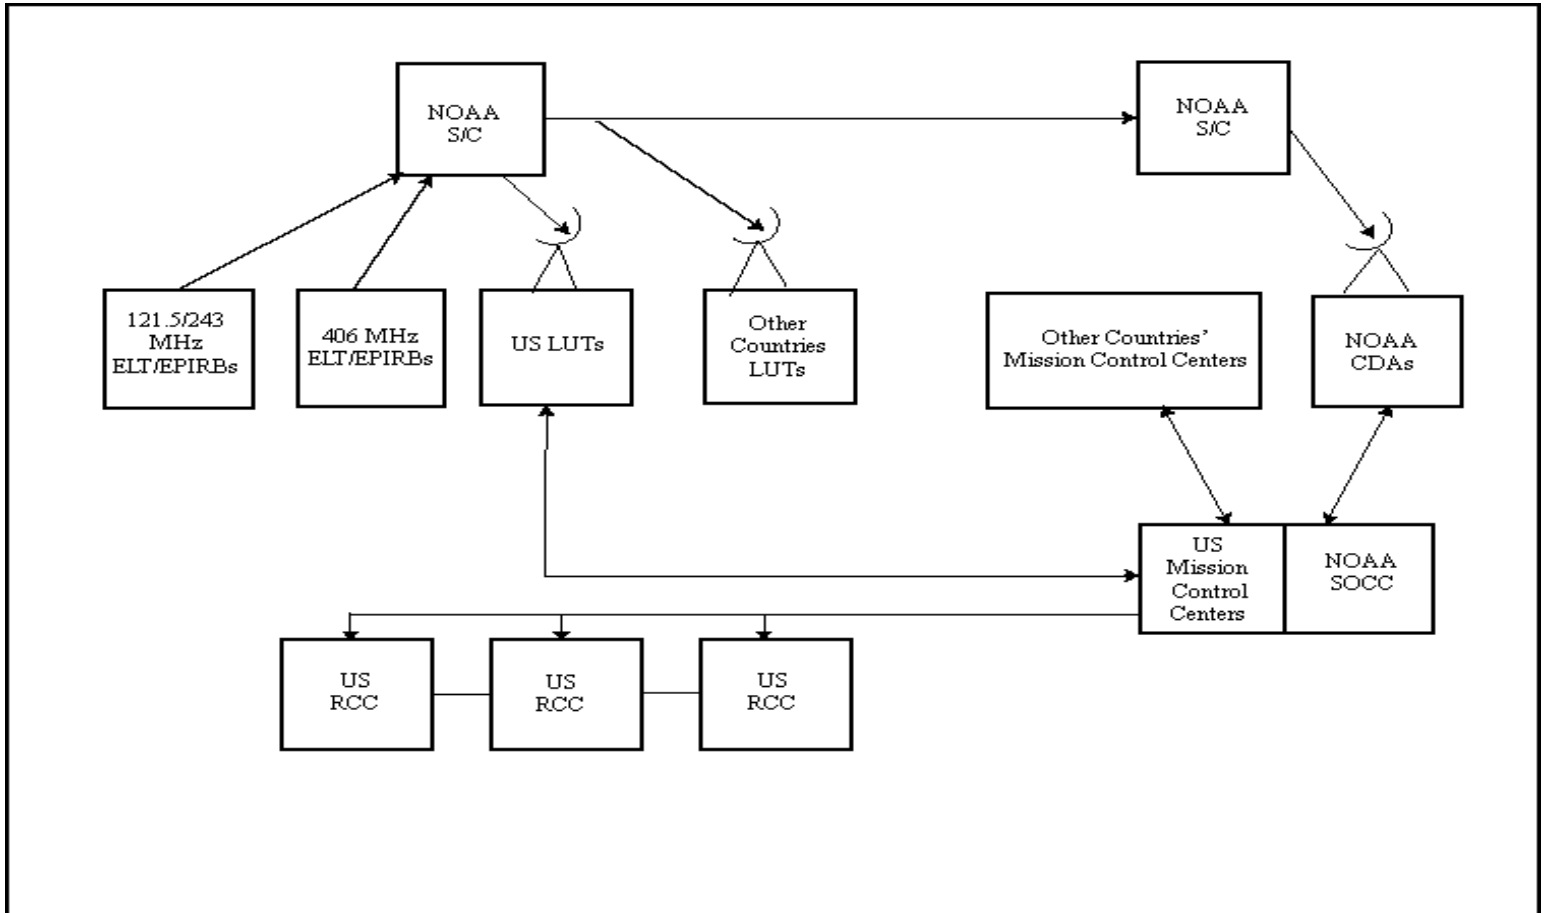 NOAA
S/C
NOAA
S/C
121.5/243
MHz
ELT/EPIRBs
406 MHz
ELT/EPIRBs
US LUTs
Other
Countries
LUTs
Other Countries'
Mission Control Centers
NOAA
CDAs
US
Mission
Control
Centers
NOAA
SOCC
US
RCC
US
RCC
US
RCC